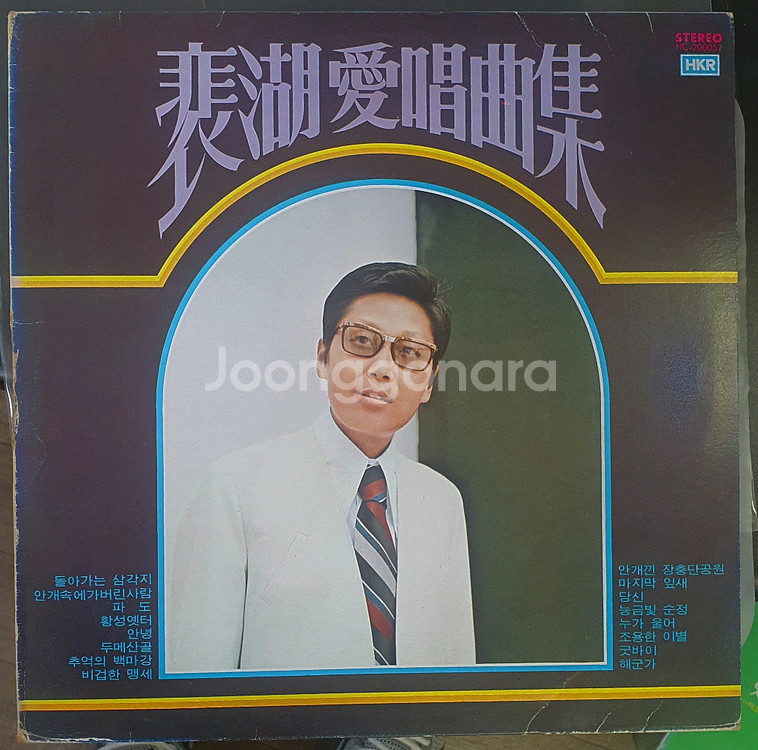 STEREO
HC-200057
HKR
裵湖愛唱曲集
Joonggonara
돌아가는 삼각지
안개속에가버린사람
파 도
황성옛터
안녕
두메산골
추억의 백마강
비겁한 맹세
안개낀 장충단공원
마지막 잎새
당신
능금빛 순정
누가 울어
조용한 이별
굿바이
해군가